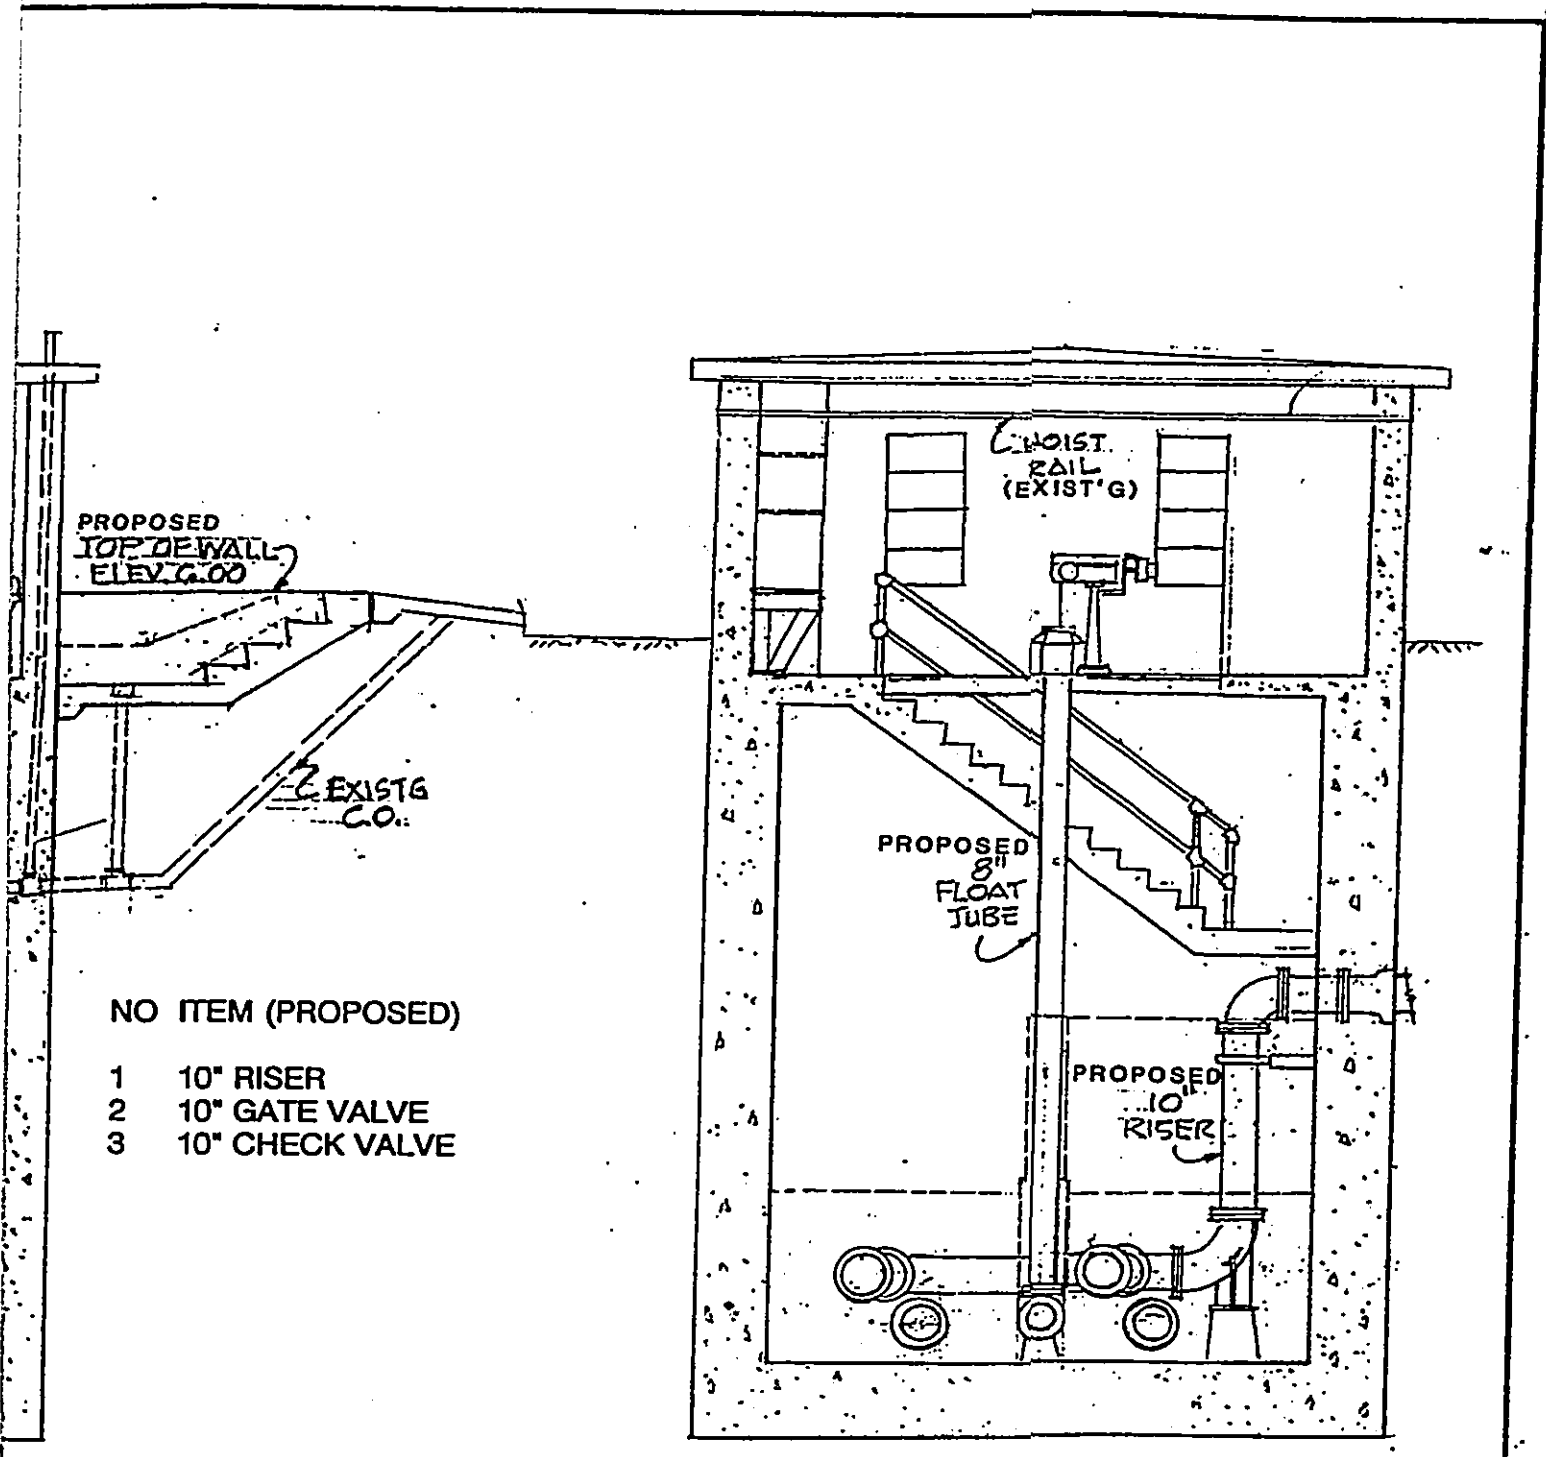 PROPOSED
TOP OF WALL
ELEV. 6.00
HOIST
RAIL
(EXIST'G)
EXIST'G
C.O.
PROPOSED
8"
FLOAT
TUBE
NO ITEM (PROPOSED)
1 10" RISER
2 10" GATE VALVE
3 10" CHECK VALVE
PROPOSED
10"
RISER